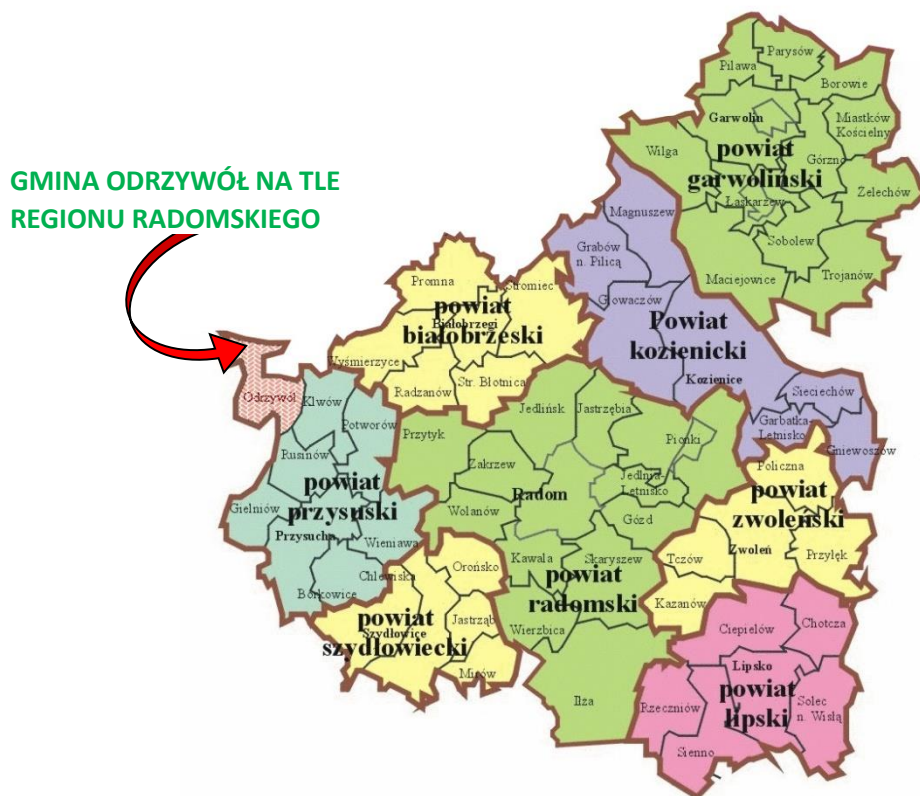 GMINA ODRZYWÓŁ NA TLE
REGIONU RADOMSKIEGO
Parysów
Pilawa
Borowie
Garwolin
Miastków
Kościelny
Wilga
powiat
garwoliński
Górzno
Żelechów
Łaskarzew
Sobolew
Maciejowice
Trojanów
Magnuszew
Grabów
n. Pilicą
Głowaczów
Powiat
kozienicki
Kozienice
Sieciechów
Garbatka-
Letnisko
Gniewoszów
Promna
Stromiec
powiat
Białobrzegi
białobrzeski
Wyśmierzyce
Radzanów
Str. Błotnica
Odrzywół
Klwów
Potworów
Rusinów
powiat
przysuski
Gielniów
Przysucha
Wieniawa
Borkowice
Chlewiska
Przytyk
Jedlińsk
Jastrzębia
Pionki
Zakrzew
Radom
Jedlnia-
Letnisko
Wolanów
Gózd
Kawala
Skaryszew
powiat
radomski
Wierzbica
Iłża
Policzna
powiat
zwoleński
Zwoleń
Tczów
Przyłęk
Kazanów
Orońsko
powiat
Szydłowice
szydłowiecki
Jastrząb
Mirów
Ciepielów
Chotcza
Lipsko
powiat
lipski
Rzeczniów
Solec
n. Wisłą
Sienno